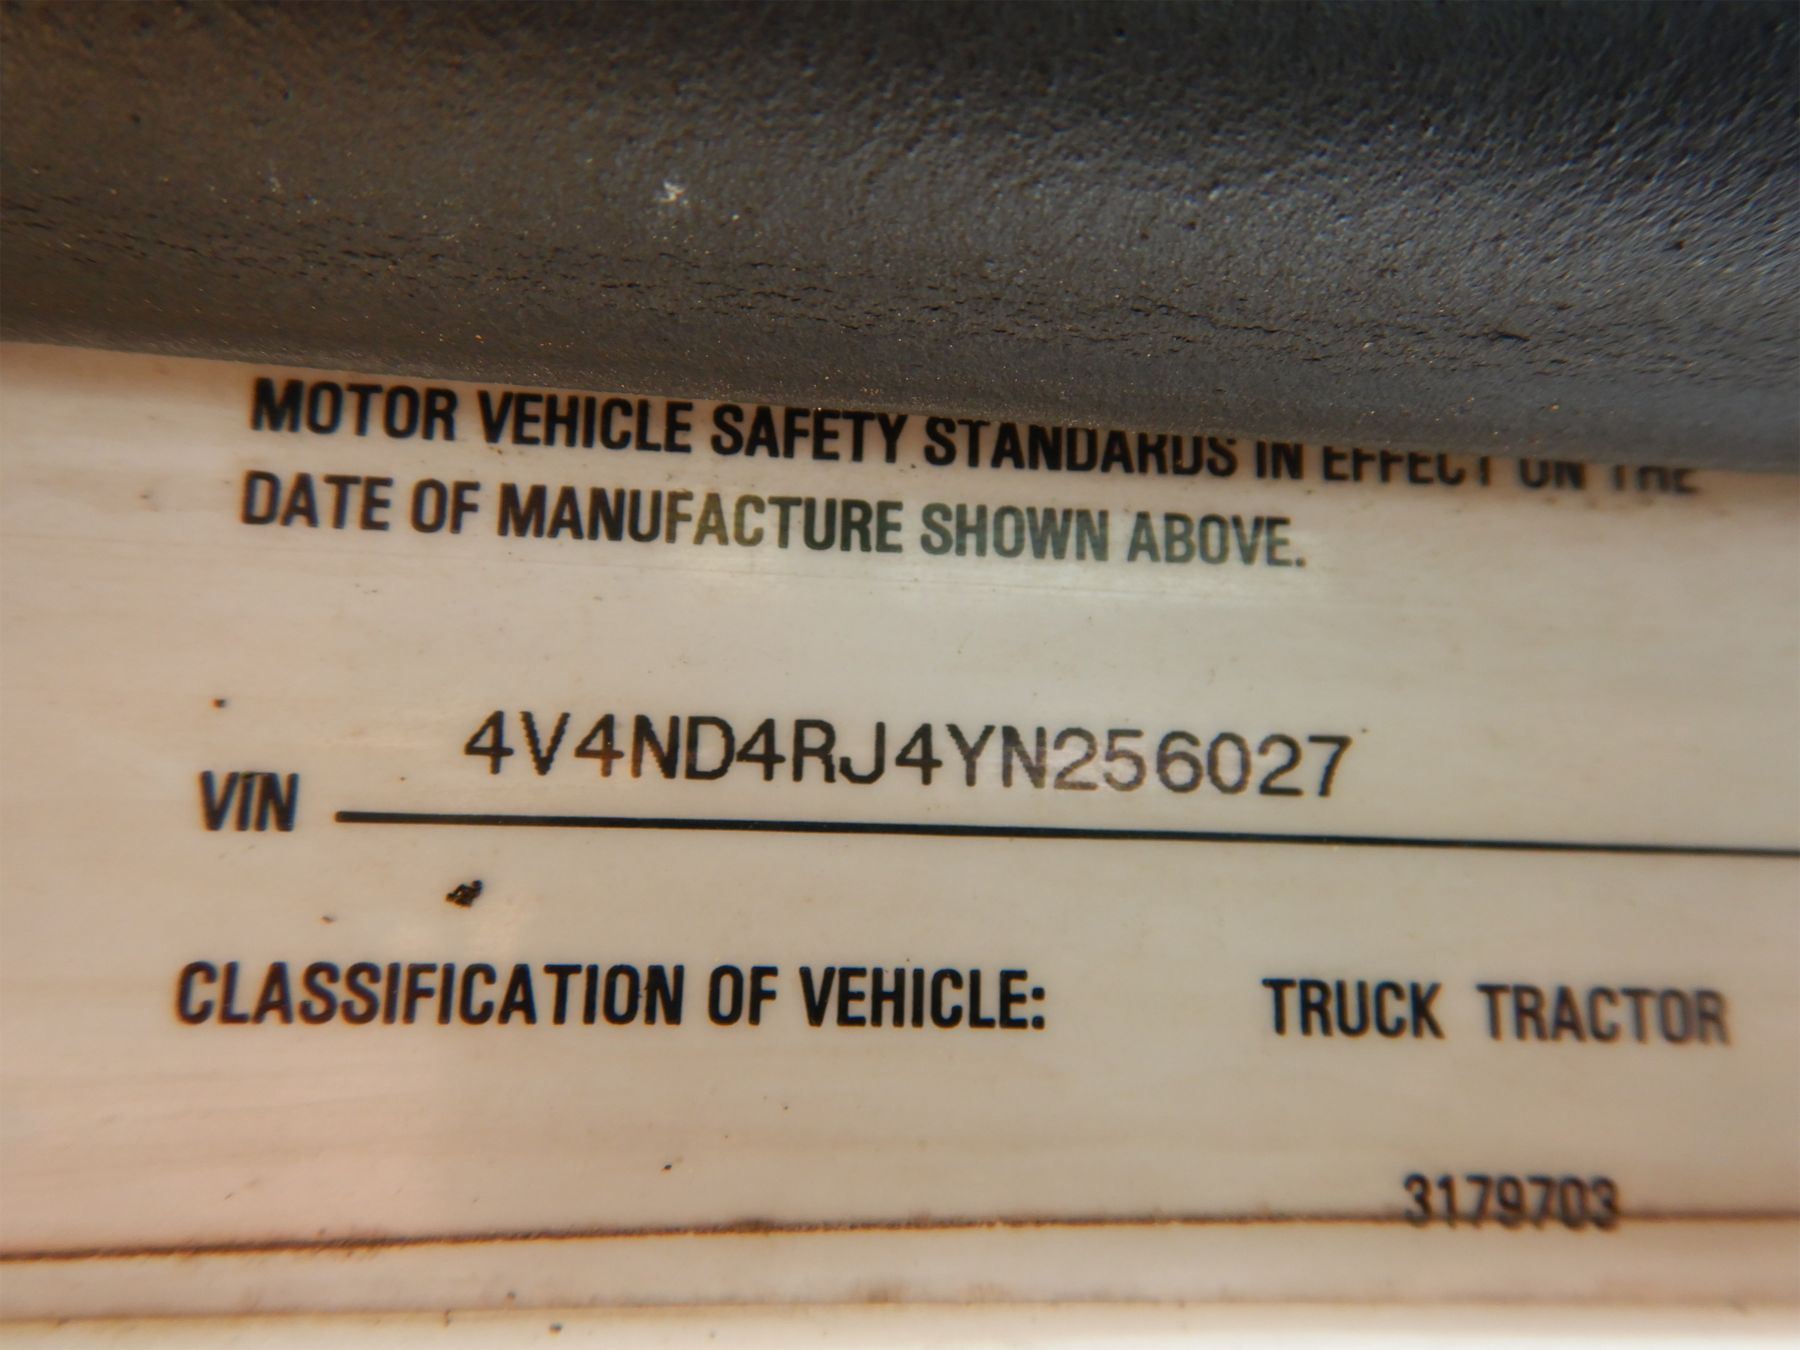 MOTOR VEHICLE SAFETY STANDARDS IN EFFECT ON THE
DATE OF MANUFACTURE SHOWN ABOVE.
VIN 4V4ND4RJ4YN256027
CLASSIFICATION OF VEHICLE: TRUCK TRACTOR
3179703